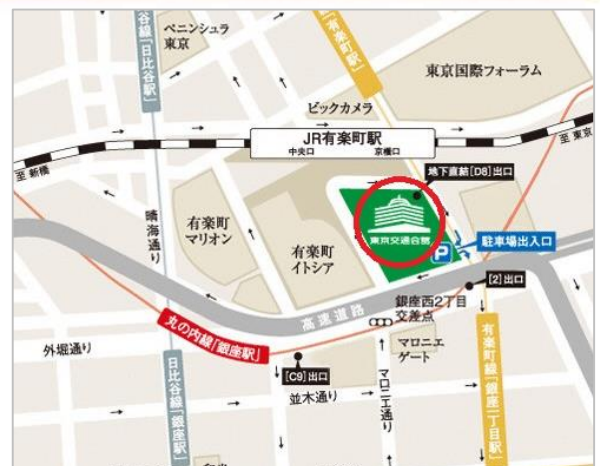 ペニンシュラ
東京
谷線「日比谷駅」
有楽町線「有楽町駅」
東京国際フォーラム
ビックカメラ
JR有楽町駅
中央口
京橋口
至 新橋
至 東京
地下直結[D8]出口
晴海通り
有楽町
マリオン
有楽町
イトシア
東京交通会館
P
駐車場出入口
[2]出口
高速道路
銀座西2丁目
交差点
丸の内線「銀座駅」
外堀通り
マロニエ
ゲート
[C9]出口
並木通り
マロニエ通り
日比谷線「銀座駅」
有楽町線「銀座一丁目駅」